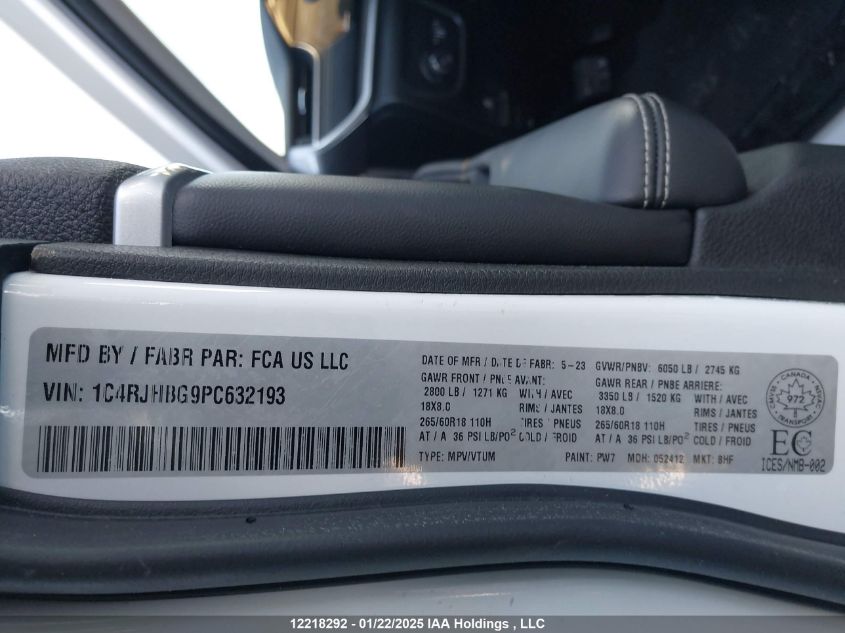 MFD BY / FABR PAR: FCA US LLC
VIN: 1C4RJHBG9PC632193
DATE OF MFR / DATE DE FABR: 5-23
GVWR/PNBV: 6050 LB / 2745 KG
GAWR FRONT / PNBE AVANT:
2800 LB / 1271 KG WITH / AVEC
18X8.0 RIMS / JANTES
265/60R18 110H TIRES / PNEUS
AT / A 36 PSI LB/PO² COLD / FROID
GAWR REAR / PNBE ARRIERE:
3350 LB / 1520 KG WITH / AVEC
18X8.0 RIMS / JANTES
265/60R18 110H TIRES / PNEUS
AT / A 36 PSI LB/PO² COLD / FROID
TYPE: MPV/VTUM PAINT: PW7 MDH: 052412 MKT: BHF
CANADA
972
TRANSPORT
EC
ICES/NMB-002
12218292 - 01/22/2025 IAA Holdings , LLC